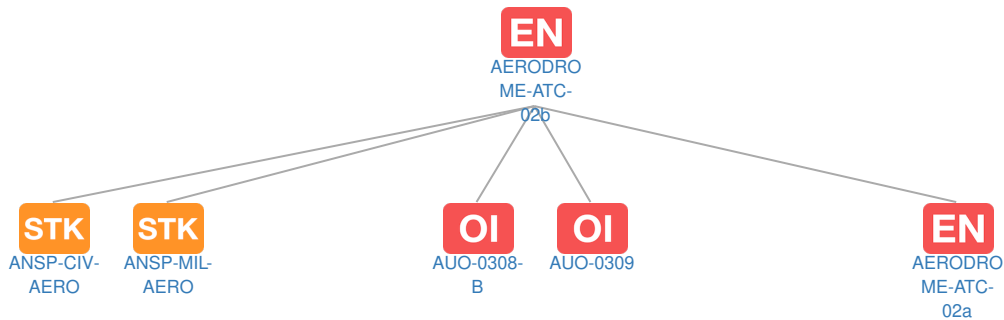 EN
AERODRO
ME-ATC-
02b
STK
ANSP-CIV-
AERO
STK
ANSP-MIL-
AERO
OI
AUO-0308-
B
OI
AUO-0309
EN
AERODRO
ME-ATC-
02a